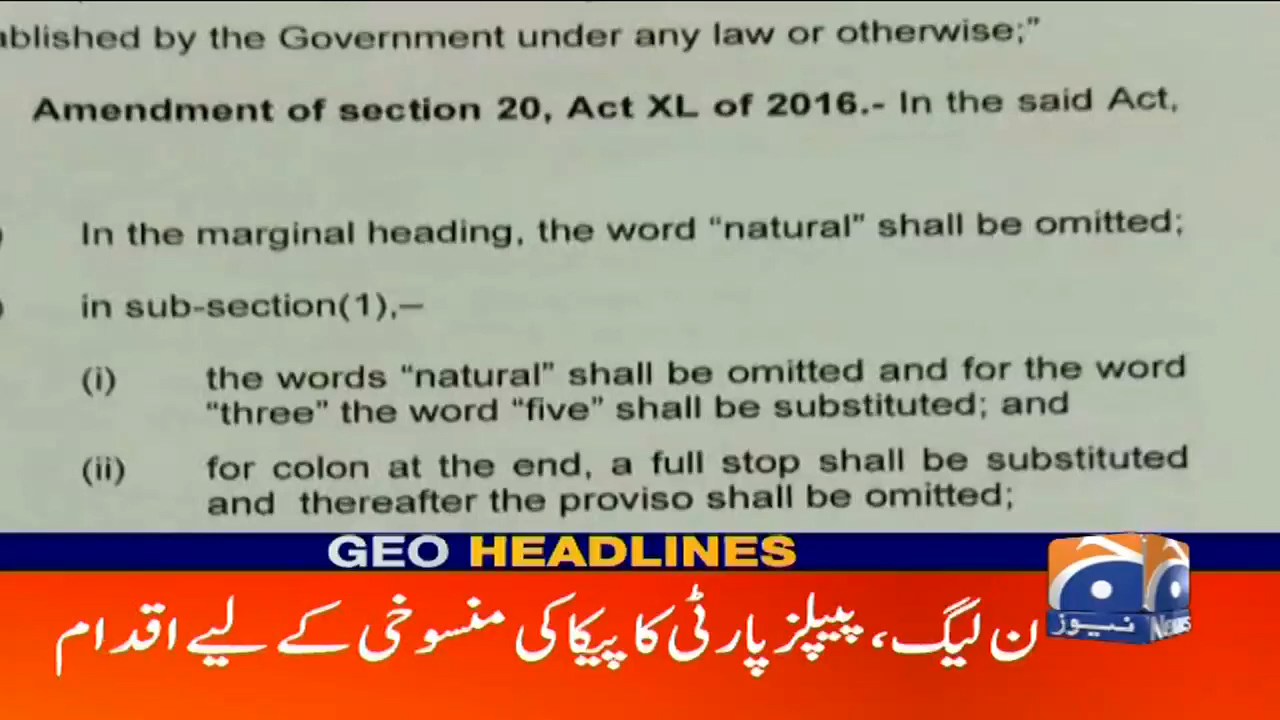 ablished by the Government under any law or otherwise;”
Amendment of section 20, Act XL of 2016.- In the said Act,
In the marginal heading, the word “natural” shall be omitted;
in sub-section(1),–
(i) the words “natural” shall be omitted and for the word
“three” the word “five” shall be substituted; and
(ii) for colon at the end, a full stop shall be substituted
and thereafter the proviso shall be omitted;
GEO HEADLINES
ن لیگ، پیپلز پارٹی کا پیکا کی منسوخی کے لیے اقدام
نیوز News